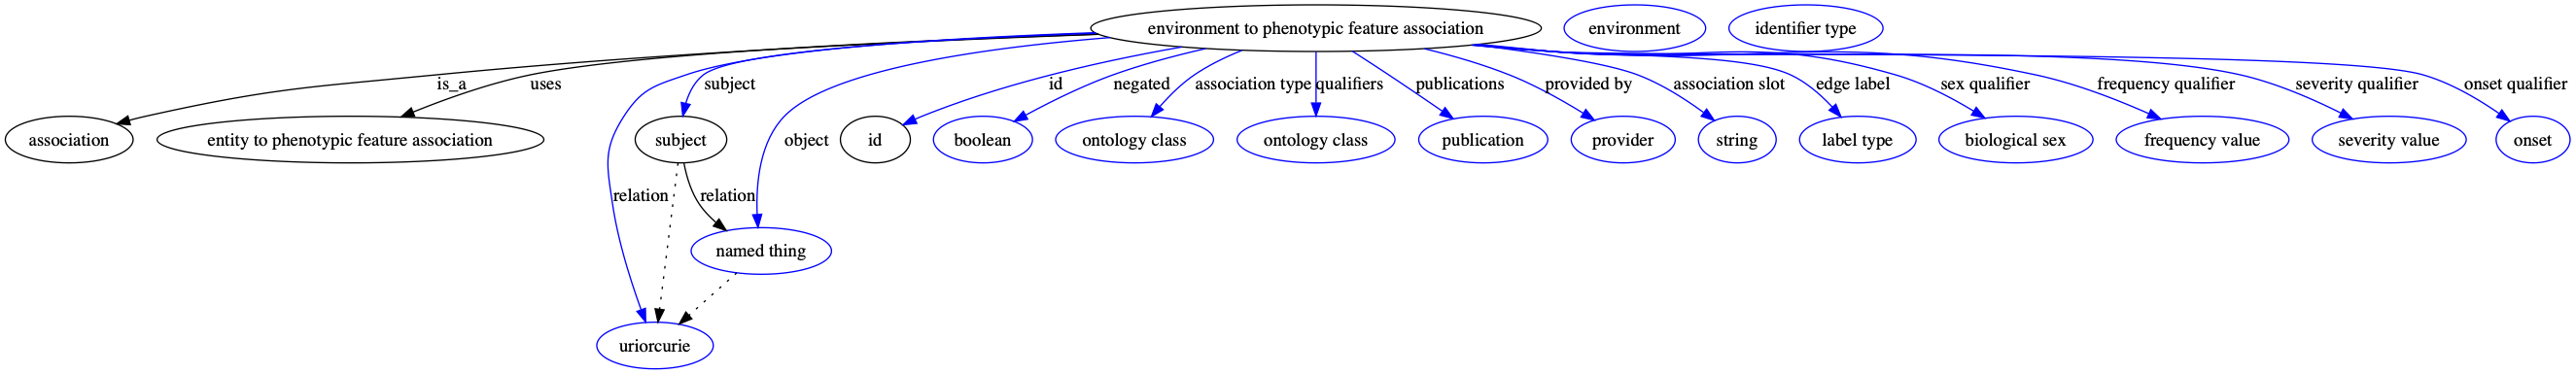 environment to phenotypic feature association
environment
identifier type
is_a
uses
subject
object
id
negated
association type
qualifiers
publications
provided by
association slot
edge label
sex qualifier
frequency qualifier
severity qualifier
onset qualifier
association
entity to phenotypic feature association
subject
id
boolean
ontology class
ontology class
publication
provider
string
label type
biological sex
frequency value
severity value
onset
relation
relation
named thing
uriorcurie